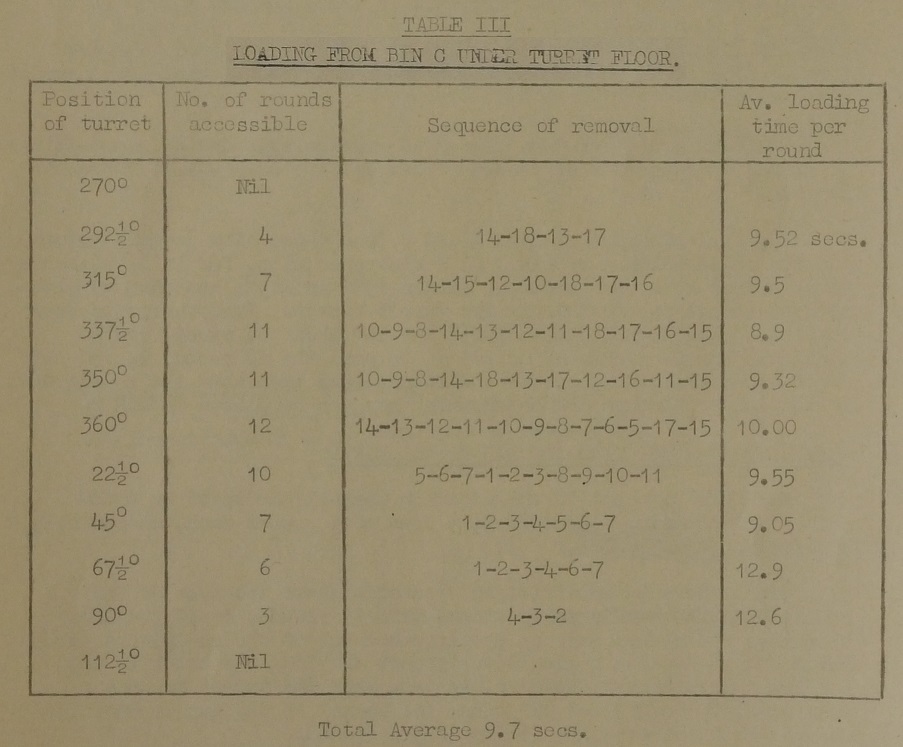 TABLE III
LOADING FROM BIN C UNDER TURRET FLOOR.
Position of turret | No. of rounds accessible | Sequence of removal | Av. loading time per round
270° | Nil
292½° | 4 | 14-18-13-17 | 9.52 secs.
315° | 7 | 14-15-12-10-18-17-16 | 9.5
337½° | 11 | 10-9-8-14-13-12-11-18-17-16-15 | 8.9
350° | 11 | 10-9-8-14-18-13-17-12-16-11-15 | 9.32
360° | 12 | 14-13-12-11-10-9-8-7-6-5-17-15 | 10.00
22½° | 10 | 5-6-7-1-2-3-8-9-10-11 | 9.55
45° | 7 | 1-2-3-4-5-6-7 | 9.05
67½° | 6 | 1-2-3-4-6-7 | 12.9
90° | 3 | 4-3-2 | 12.6
112½° | Nil
Total Average 9.7 secs.